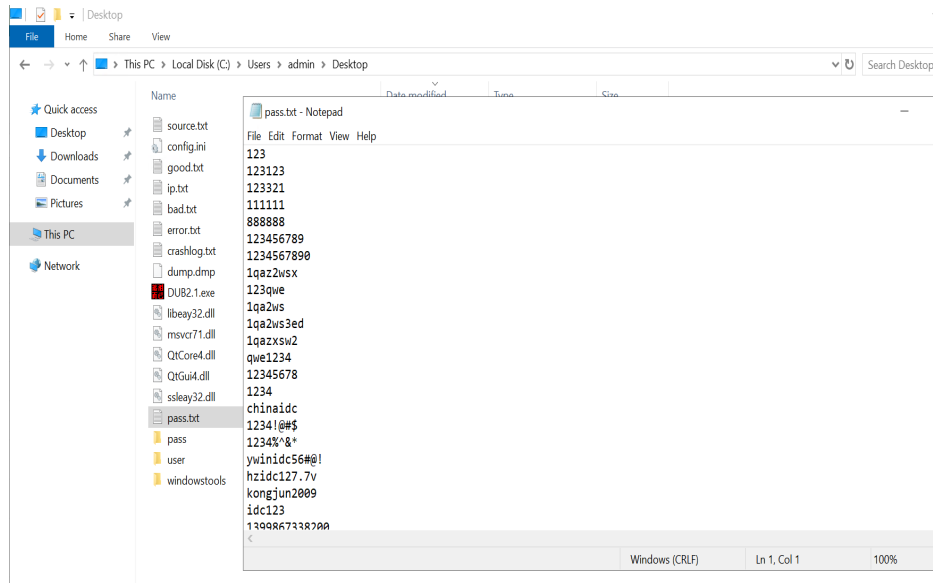 Desktop
File Home Share View
This PC > Local Disk (C:) > Users > admin > Desktop
Search Desktop
Name Date modified Type Size
Quick access
Desktop
Downloads
Documents
Pictures
This PC
Network
source.txt
config.ini
good.txt
ip.txt
bad.txt
error.txt
crashlog.txt
dump.dmp
DUB2.1.exe
libeay32.dll
msvcr71.dll
QtCore4.dll
QtGui4.dll
ssleay32.dll
pass.txt
pass
user
windowstools
pass.txt - Notepad
File Edit Format View Help
123
123123
123321
111111
888888
123456789
1234567890
1qaz2wsx
123qwe
1qa2ws
1qa2ws3ed
1qazxsw2
qwe1234
12345678
1234
chinaidc
1234!@#$
1234%^&*
ywinidc56#@!
hzidc127.7v
kongjun2009
idc123
1399867338200
Windows (CRLF) Ln 1, Col 1 100%